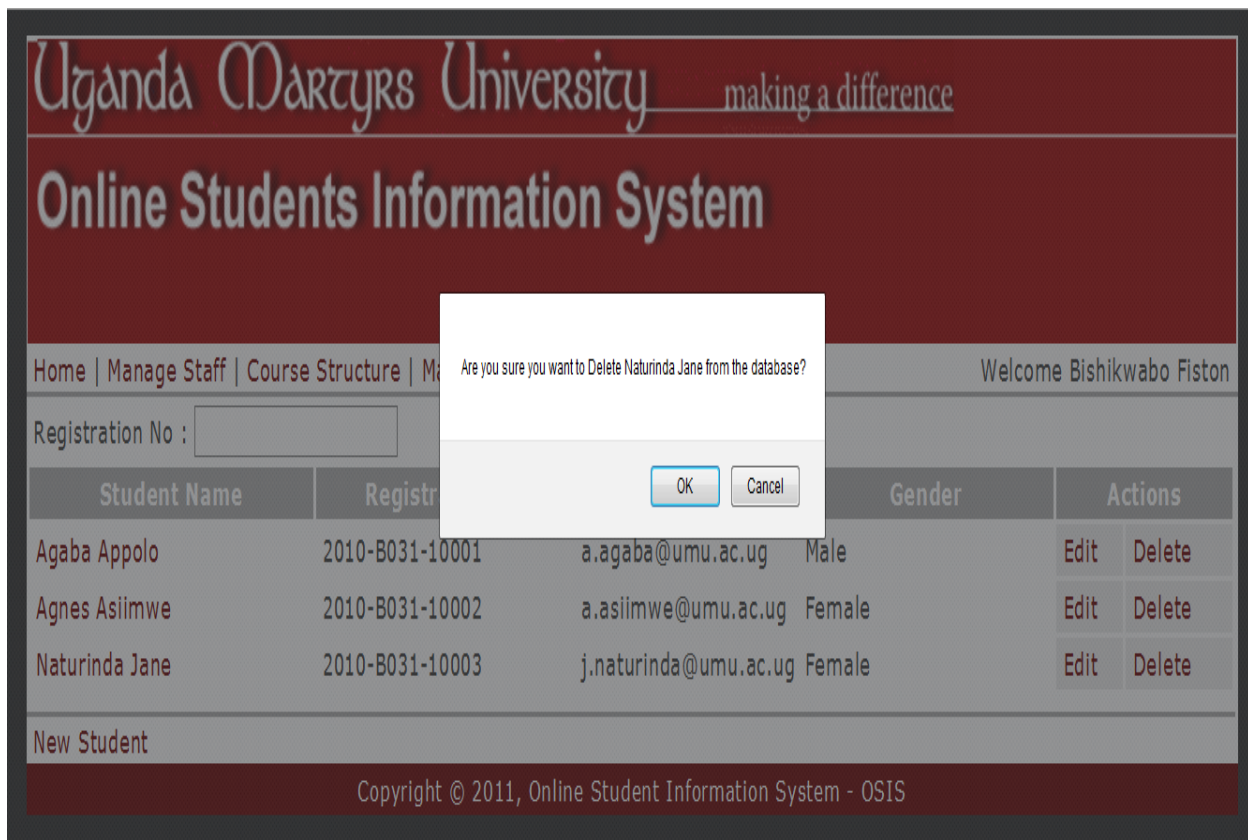 Uganda Martyrs University making a difference
Online Students Information System
Home | Manage Staff | Course Structure | Ma
Welcome Bishikwabo Fiston
Are you sure you want to Delete Naturinda Jane from the database?
OK Cancel
Registration No :
Student Name Registr Gender Actions
Agaba Appolo 2010-B031-10001 a.agaba@umu.ac.ug Male Edit Delete
Agnes Asiimwe 2010-B031-10002 a.asiimwe@umu.ac.ug Female Edit Delete
Naturinda Jane 2010-B031-10003 j.naturinda@umu.ac.ug Female Edit Delete
New Student
Copyright © 2011, Online Student Information System - OSIS